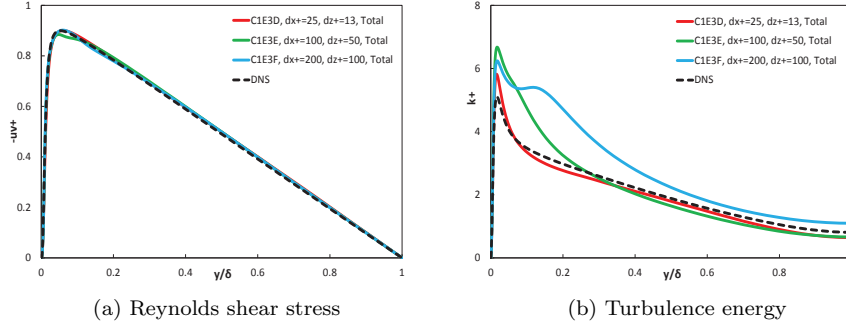 1
0.8
0.6
0.4
0.2
0
-uv+
C1E3D, dx+=25, dz+=13, Total
C1E3E, dx+=100, dz+=50, Total
C1E3F, dx+=200, dz+=100, Total
DNS
0 0.2 0.4 0.6 0.8 1
y/δ
(a) Reynolds shear stress
8
6
4
2
0
k+
C1E3D, dx+=25, dz+=13, Total
C1E3E, dx+=100, dz+=50, Total
C1E3F, dx+=200, dz+=100, Total
DNS
0 0.2 0.4 0.6 0.8
y/δ
(b) Turbulence energy